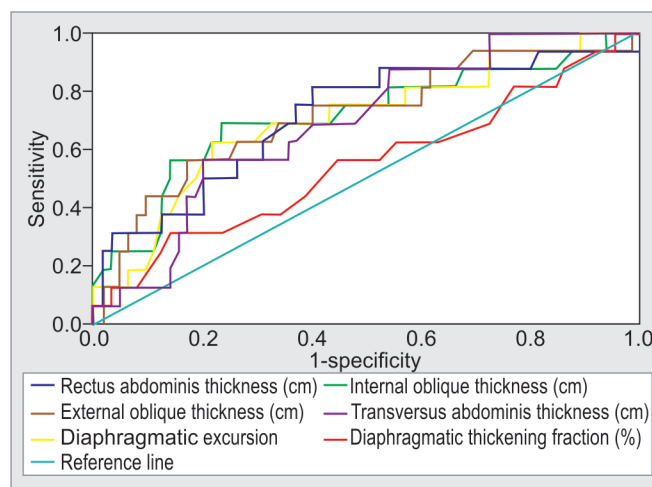 Sensitivity
1.0
0.8
0.6
0.4
0.2
0.0
0.0 0.2 0.4 0.6 0.8 1.0
1-specificity
Rectus abdominis thickness (cm) Internal oblique thickness (cm)
External oblique thickness (cm) Transversus abdominis thickness (cm)
Diaphragmatic excursion Diaphragmatic thickening fraction (%)
Reference line